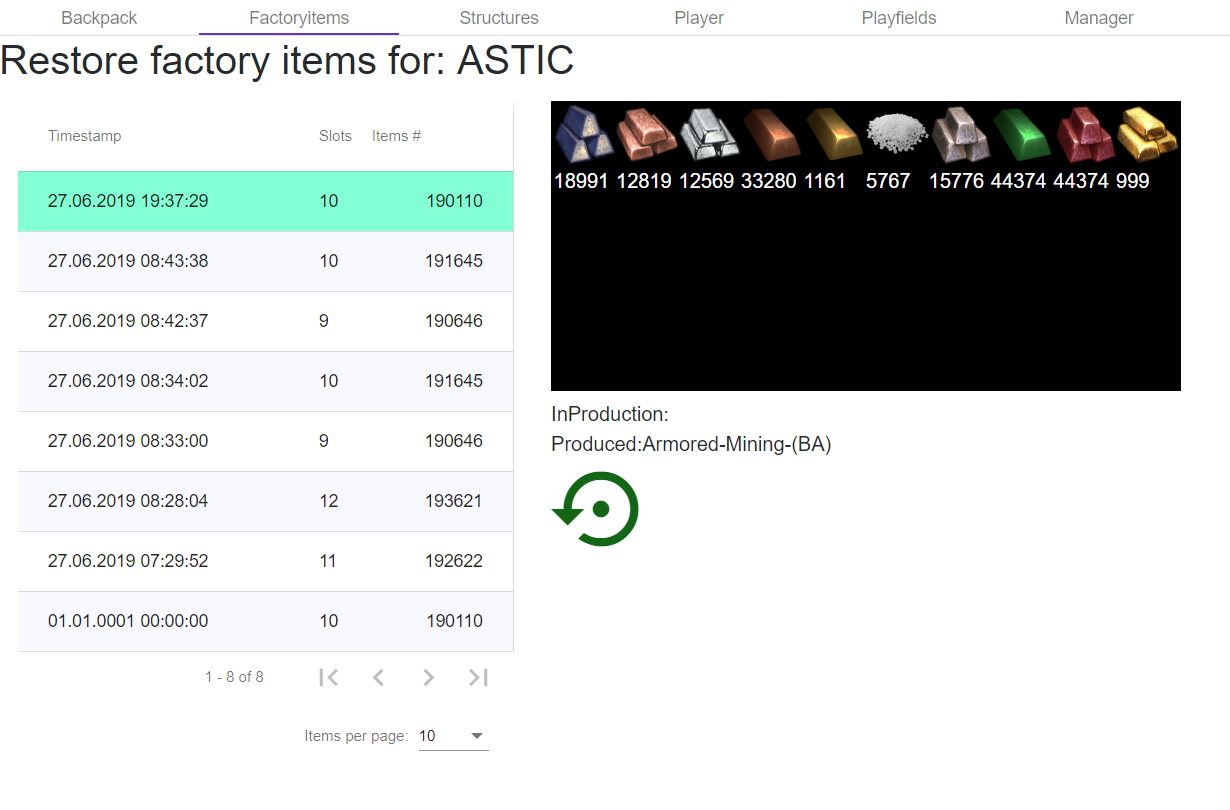 Backpack Factoryitems Structures Player Playfields Manager
Restore factory items for: ASTIC
Timestamp Slots Items #
27.06.2019 19:37:29 10 190110
27.06.2019 08:43:38 10 191645
27.06.2019 08:42:37 9 190646
27.06.2019 08:34:02 10 191645
27.06.2019 08:33:00 9 190646
27.06.2019 08:28:04 12 193621
27.06.2019 07:29:52 11 192622
01.01.0001 00:00:00 10 190110
1 - 8 of 8
Items per page: 10
18991 12819 12569 33280 1161 5767 15776 44374 44374 999
InProduction:
Produced:Armored-Mining-(BA)